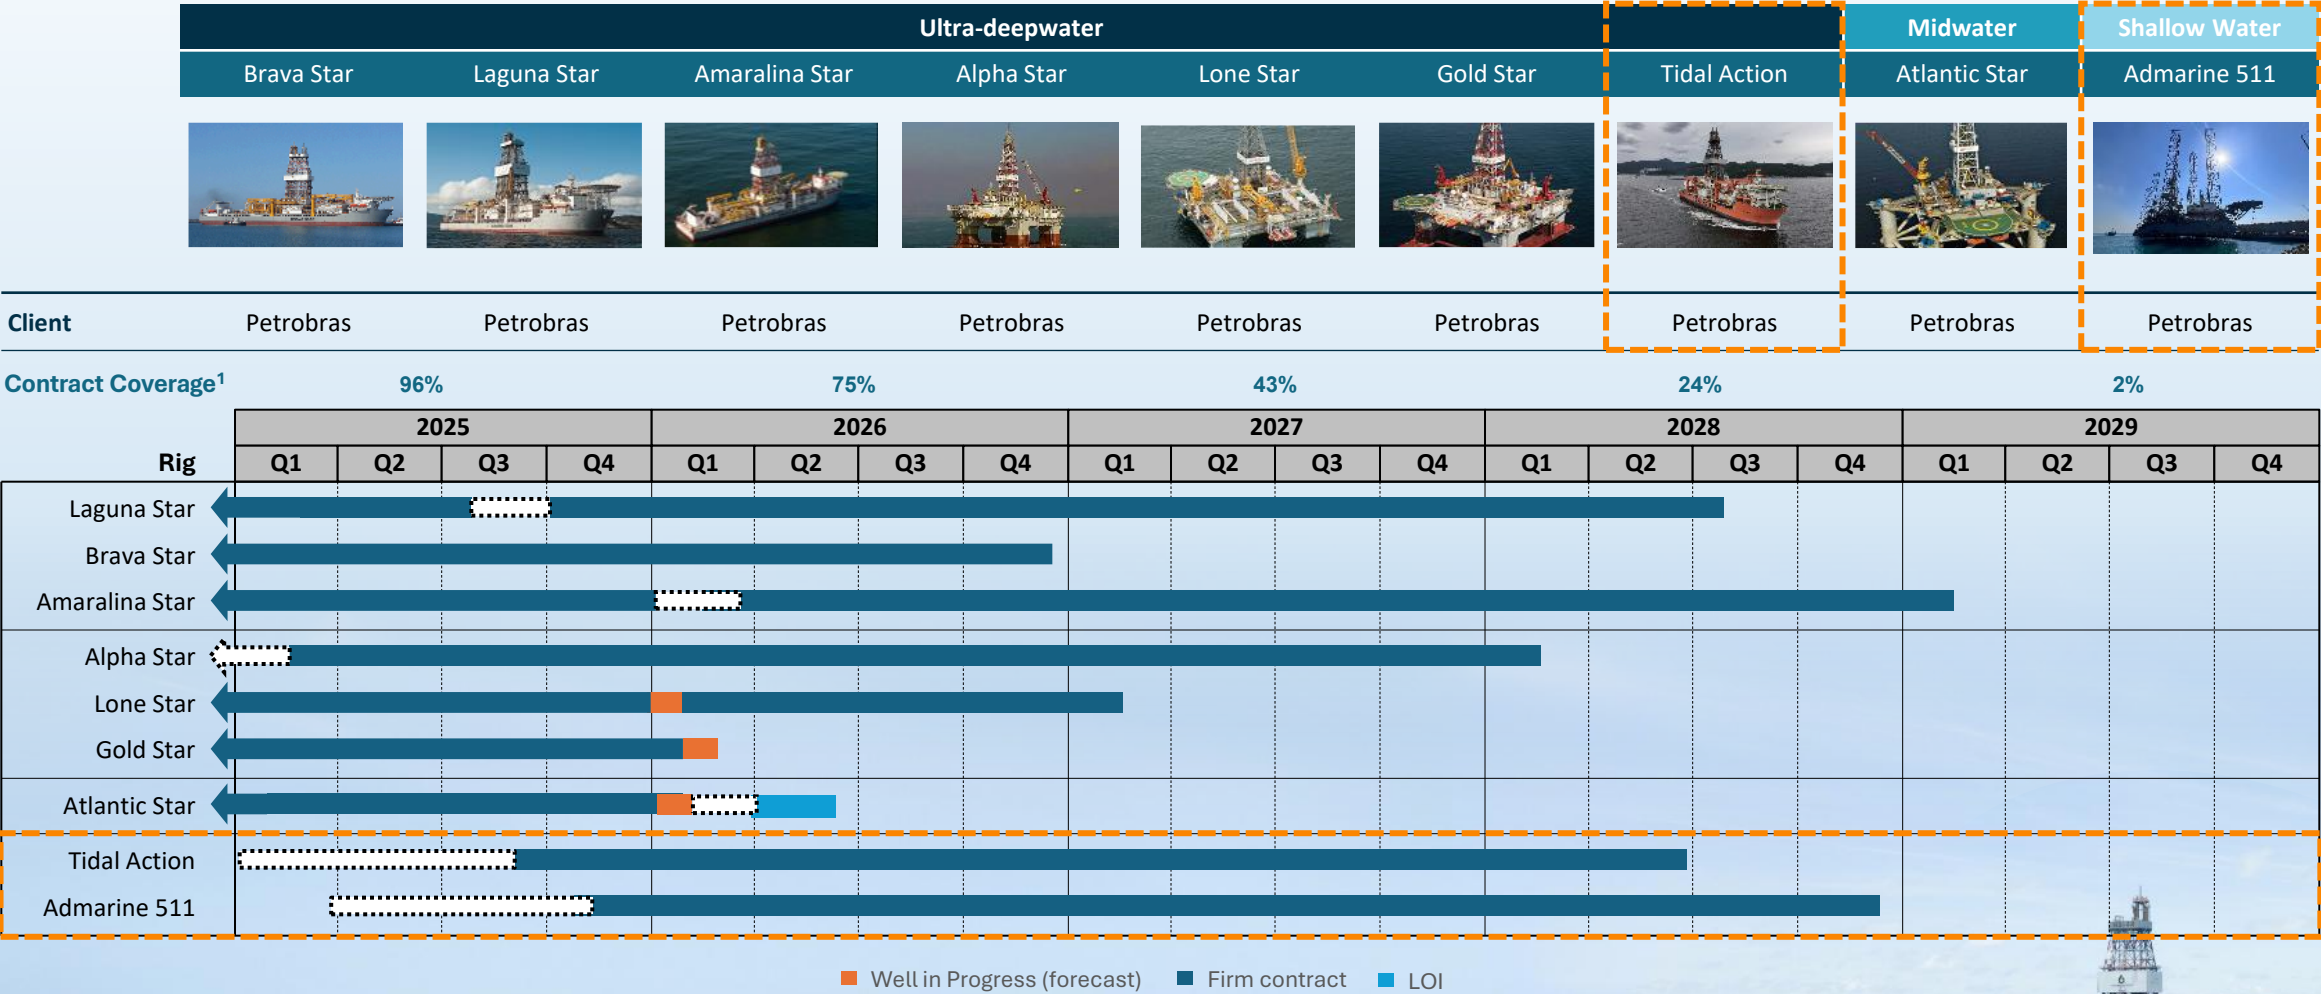 Ultra-deepwater Midwater Shallow Water
Brava Star Laguna Star Amaralina Star Alpha Star Lone Star Gold Star Tidal Action Atlantic Star Admarine 511
Client Petrobras Petrobras Petrobras Petrobras Petrobras Petrobras Petrobras Petrobras Petrobras
Contract Coverage¹ 96% 75% 43% 24% 2%
2025 2026 2027 2028 2029
Rig Q1 Q2 Q3 Q4 Q1 Q2 Q3 Q4 Q1 Q2 Q3 Q4 Q1 Q2 Q3 Q4 Q1 Q2 Q3 Q4
Laguna Star
Brava Star
Amaralina Star
Alpha Star
Lone Star
Gold Star
Atlantic Star
Tidal Action
Admarine 511
Well in Progress (forecast) Firm contract LOI